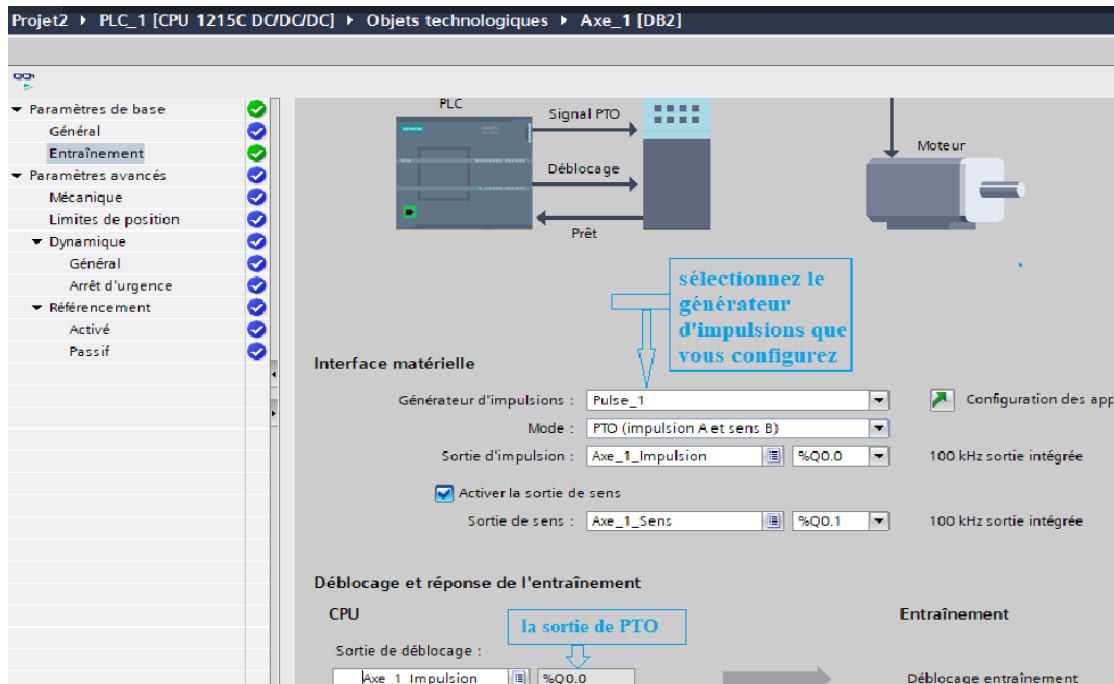 Projet2 ▸ PLC_1 [CPU 1215C DC/DC/DC] ▸ Objets technologiques ▸ Axe_1 [DB2]
Paramètres de base
Général
Entraînement
Paramètres avancés
Mécanique
Limites de position
Dynamique
Général
Arrêt d'urgence
Référencement
Activé
Passif
PLC
Signal PTO
Déblocage
Prêt
Moteur
sélectionnez le
générateur
d'impulsions que
vous configurez
Interface matérielle
Générateur d'impulsions : Pulse_1 Configuration des app
Mode : PTO (impulsion A et sens B)
Sortie d'impulsion : Axe_1_Impulsion %Q0.0 100 kHz sortie intégrée
Activer la sortie de sens
Sortie de sens : Axe_1_Sens %Q0.1 100 kHz sortie intégrée
Déblocage et réponse de l'entraînement
CPU
Entraînement
la sortie de PTO
Sortie de déblocage :
Axe_1_Impulsion %Q0.0 Déblocage entraînement